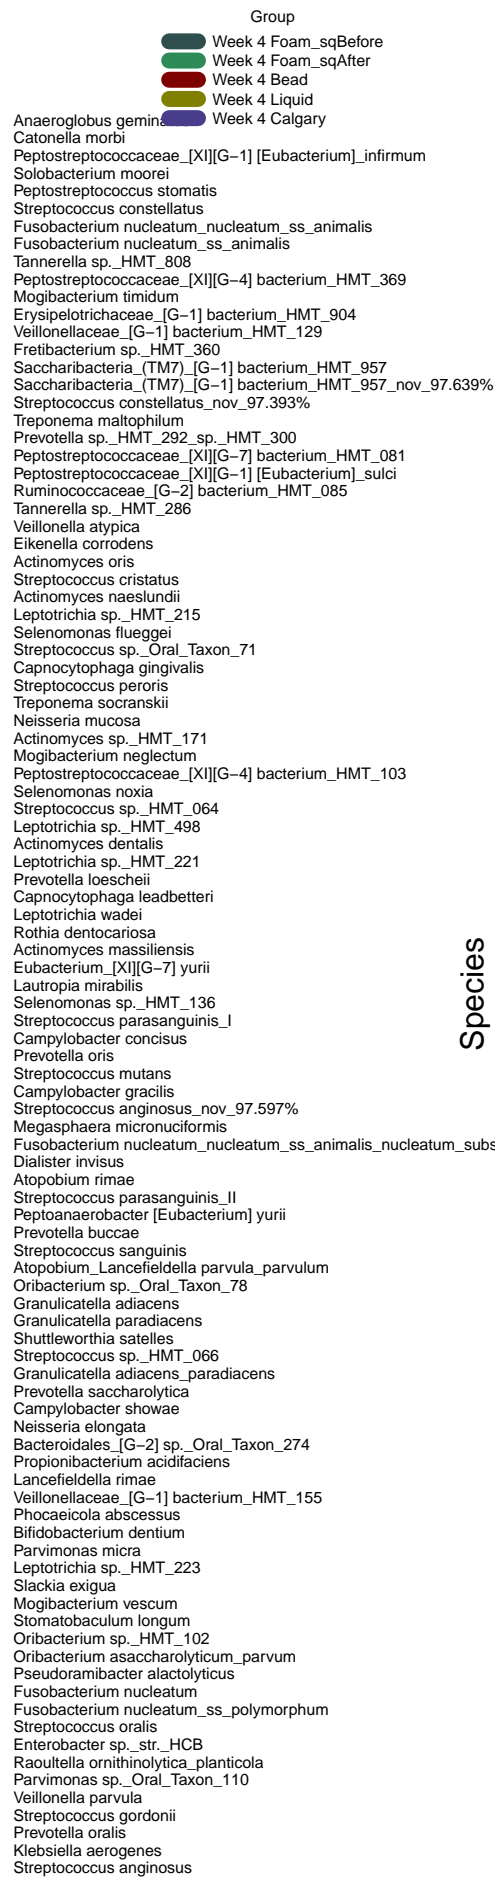 Group
Week 4 Foam_sqBefore
Week 4 Foam_sqAfter
Week 4 Bead
Week 4 Liquid
Week 4 Calgary
Anaeroglobus gemin
Catonella morbi
Peptostreptococcaceae_[XI][G−1] [Eubacterium]_infirmum
Solobacterium moorei
Peptostreptococcus stomatis
Streptococcus constellatus
Fusobacterium nucleatum_nucleatum_ss_animalis
Fusobacterium nucleatum_ss_animalis
Tannerella sp._HMT_808
Peptostreptococcaceae_[XI][G−4] bacterium_HMT_369
Mogibacterium timidum
Erysipelotrichaceae_[G−1] bacterium_HMT_904
Veillonellaceae_[G−1] bacterium_HMT_129
Fretibacterium sp._HMT_360
Saccharibacteria_(TM7)_[G−1] bacterium_HMT_957
Saccharibacteria_(TM7)_[G−1] bacterium_HMT_957_nov_97.639%
Streptococcus constellatus_nov_97.393%
Treponema maltophilum
Prevotella sp._HMT_292_sp._HMT_300
Peptostreptococcaceae_[XI][G−7] bacterium_HMT_081
Peptostreptococcaceae_[XI][G−1] [Eubacterium]_sulci
Ruminococcaceae_[G−2] bacterium_HMT_085
Tannerella sp._HMT_286
Veillonella atypica
Eikenella corrodens
Actinomyces oris
Streptococcus cristatus
Actinomyces naeslundii
Leptotrichia sp._HMT_215
Selenomonas flueggei
Streptococcus sp._Oral_Taxon_71
Capnocytophaga gingivalis
Streptococcus peroris
Treponema socranskii
Neisseria mucosa
Actinomyces sp._HMT_171
Mogibacterium neglectum
Peptostreptococcaceae_[XI][G−4] bacterium_HMT_103
Selenomonas noxia
Streptococcus sp._HMT_064
Leptotrichia sp._HMT_498
Actinomyces dentalis
Leptotrichia sp._HMT_221
Prevotella loescheii
Capnocytophaga leadbetteri
Leptotrichia wadei
Rothia dentocariosa
Actinomyces massiliensis
Eubacterium_[XI][G−7] yurii
Lautropia mirabilis
Selenomonas sp._HMT_136
Streptococcus parasanguinis_I
Campylobacter concisus
Prevotella oris
Streptococcus mutans
Campylobacter gracilis
Streptococcus anginosus_nov_97.597%
Megasphaera micronuciformis
Fusobacterium nucleatum_nucleatum_ss_animalis_nucleatum_subs
Dialister invisus
Atopobium rimae
Streptococcus parasanguinis_II
Peptoanaerobacter [Eubacterium] yurii
Prevotella buccae
Streptococcus sanguinis
Atopobium_Lancefieldella parvula_parvulum
Oribacterium sp._Oral_Taxon_78
Granulicatella adiacens
Granulicatella paradiacens
Shuttleworthia satelles
Streptococcus sp._HMT_066
Granulicatella adiacens_paradiacens
Prevotella saccharolytica
Campylobacter showae
Neisseria elongata
Bacteroidales_[G−2] sp._Oral_Taxon_274
Propionibacterium acidifaciens
Lancefieldella rimae
Veillonellaceae_[G−1] bacterium_HMT_155
Phocaeicola abscessus
Bifidobacterium dentium
Parvimonas micra
Leptotrichia sp._HMT_223
Slackia exigua
Mogibacterium vescum
Stomatobaculum longum
Oribacterium sp._HMT_102
Oribacterium asaccharolyticum_parvum
Pseudoramibacter alactolyticus
Fusobacterium nucleatum
Fusobacterium nucleatum_ss_polymorphum
Streptococcus oralis
Enterobacter sp._str._HCB
Raoultella ornithinolytica_planticola
Parvimonas sp._Oral_Taxon_110
Veillonella parvula
Streptococcus gordonii
Prevotella oralis
Klebsiella aerogenes
Streptococcus anginosus
Species